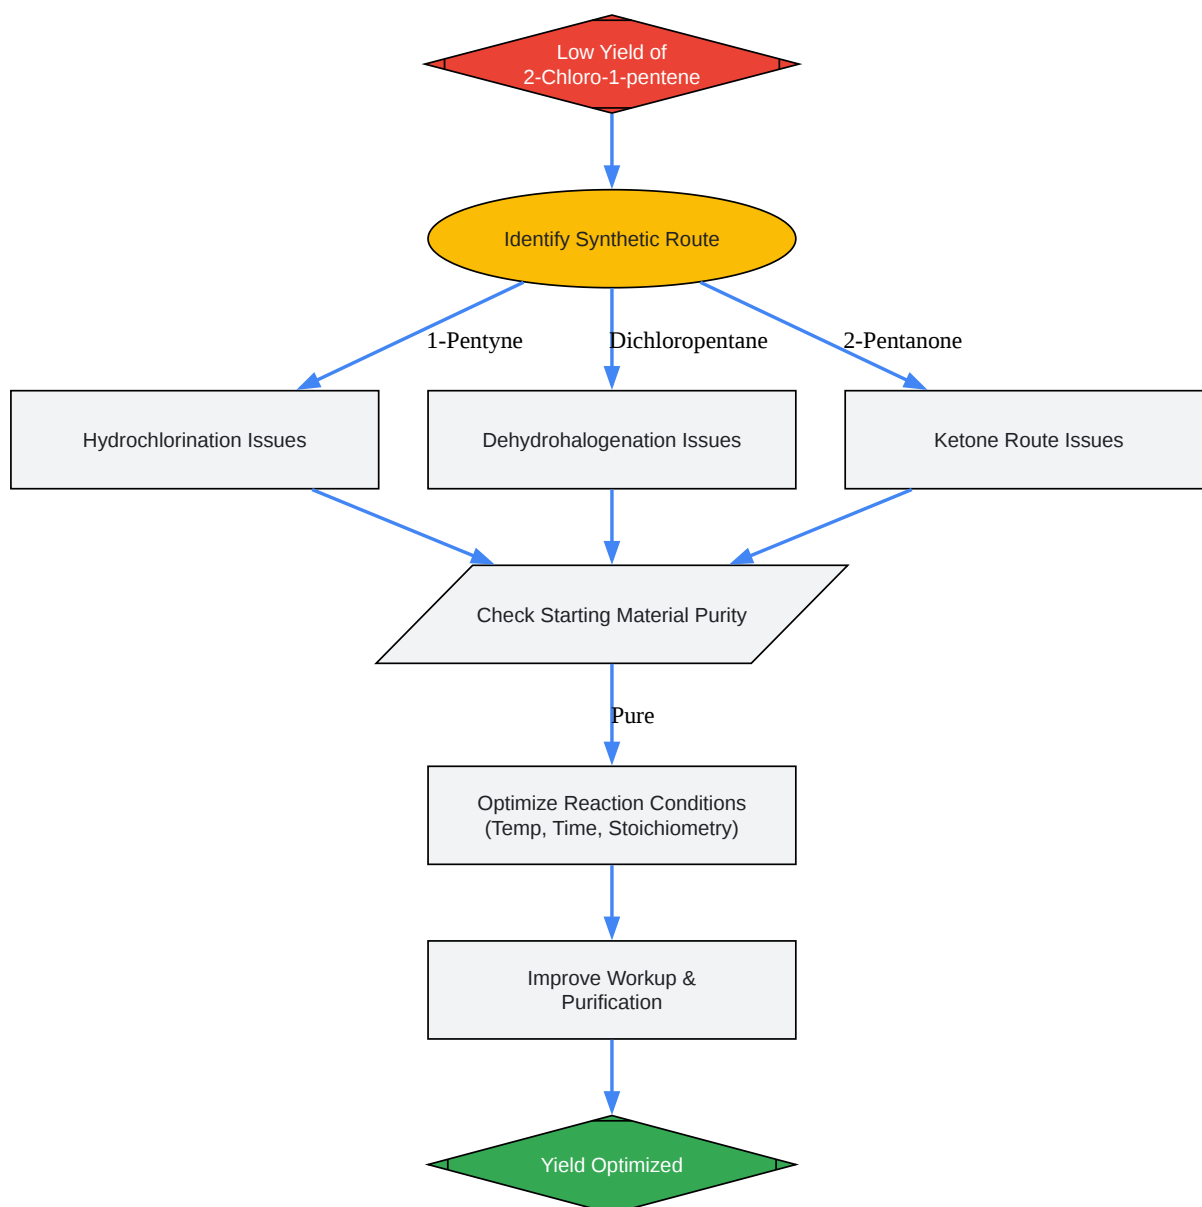 Low Yield of
2-Chloro-1-pentene
Identify Synthetic Route
1-Pentyne
Dichloropentane
2-Pentanone
Hydrochlorination Issues
Dehydrohalogenation Issues
Ketone Route Issues
Check Starting Material Purity
Pure
Optimize Reaction Conditions
(Temp, Time, Stoichiometry)
Improve Workup &
Purification
Yield Optimized